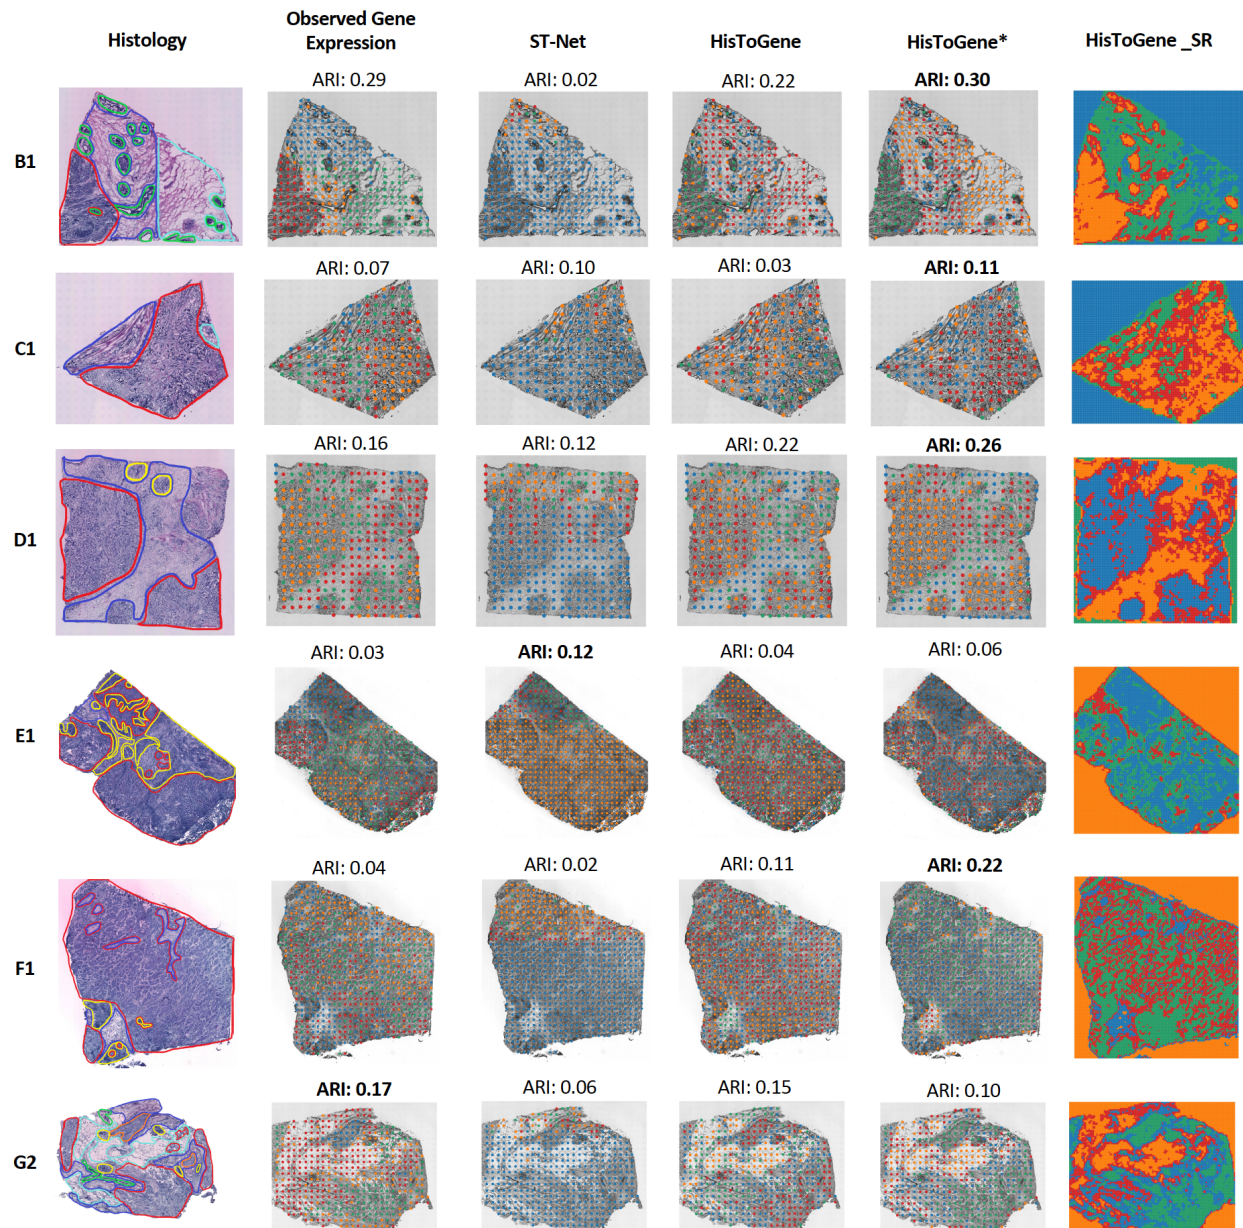 Histology
Observed Gene Expression
ST-Net
HisToGene
HisToGene*
HisToGene _SR
B1
ARI: 0.29
ARI: 0.02
ARI: 0.22
ARI: 0.30
C1
ARI: 0.07
ARI: 0.10
ARI: 0.03
ARI: 0.11
D1
ARI: 0.16
ARI: 0.12
ARI: 0.22
ARI: 0.26
E1
ARI: 0.03
ARI: 0.12
ARI: 0.04
ARI: 0.06
F1
ARI: 0.04
ARI: 0.02
ARI: 0.11
ARI: 0.22
G2
ARI: 0.17
ARI: 0.06
ARI: 0.15
ARI: 0.10